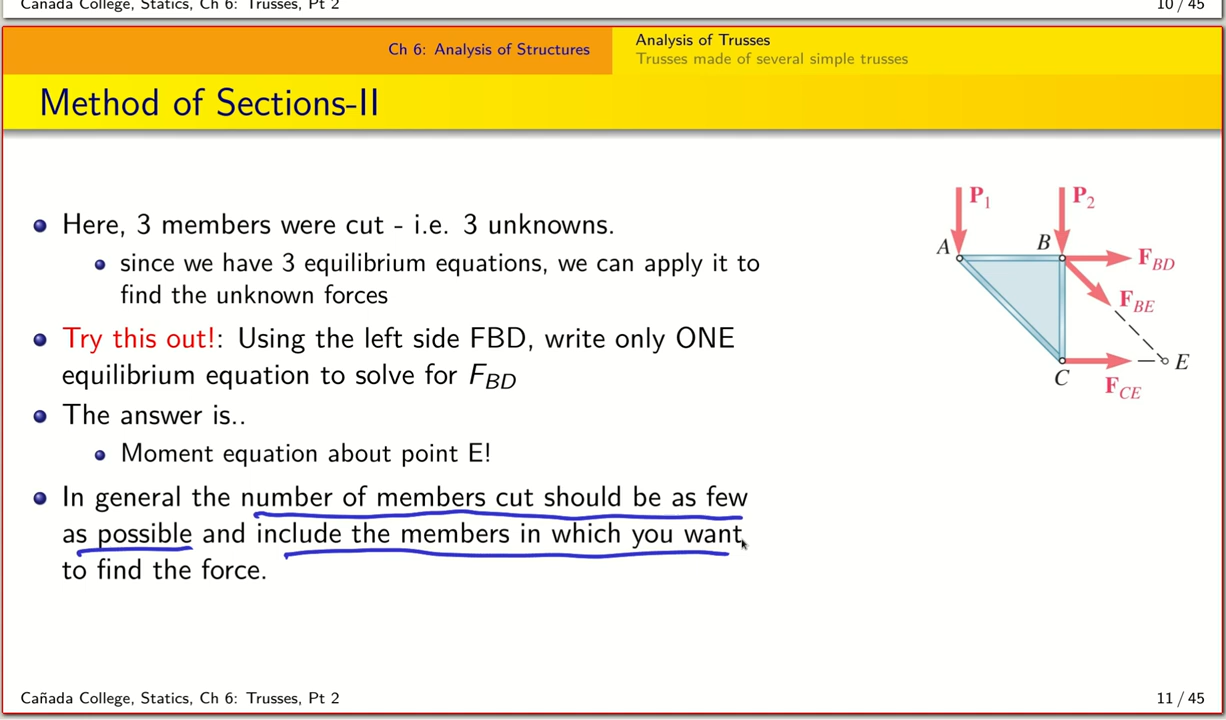 Canada College, Statics, Ch 6: Trusses, Pt 2
10 / 45
Ch 6: Analysis of Structures
Analysis of Trusses
Trusses made of several simple trusses
Method of Sections-II
Here, 3 members were cut - i.e. 3 unknowns.
since we have 3 equilibrium equations, we can apply it to
find the unknown forces
Try this out!: Using the left side FBD, write only ONE
equilibrium equation to solve for F_BD
The answer is..
Moment equation about point E!
In general the number of members cut should be as few
as possible and include the members in which you want
to find the force.
P1
P2
A
B
F_BD
F_BE
E
C
F_CE
Cañada College, Statics, Ch 6: Trusses, Pt 2
11 / 45